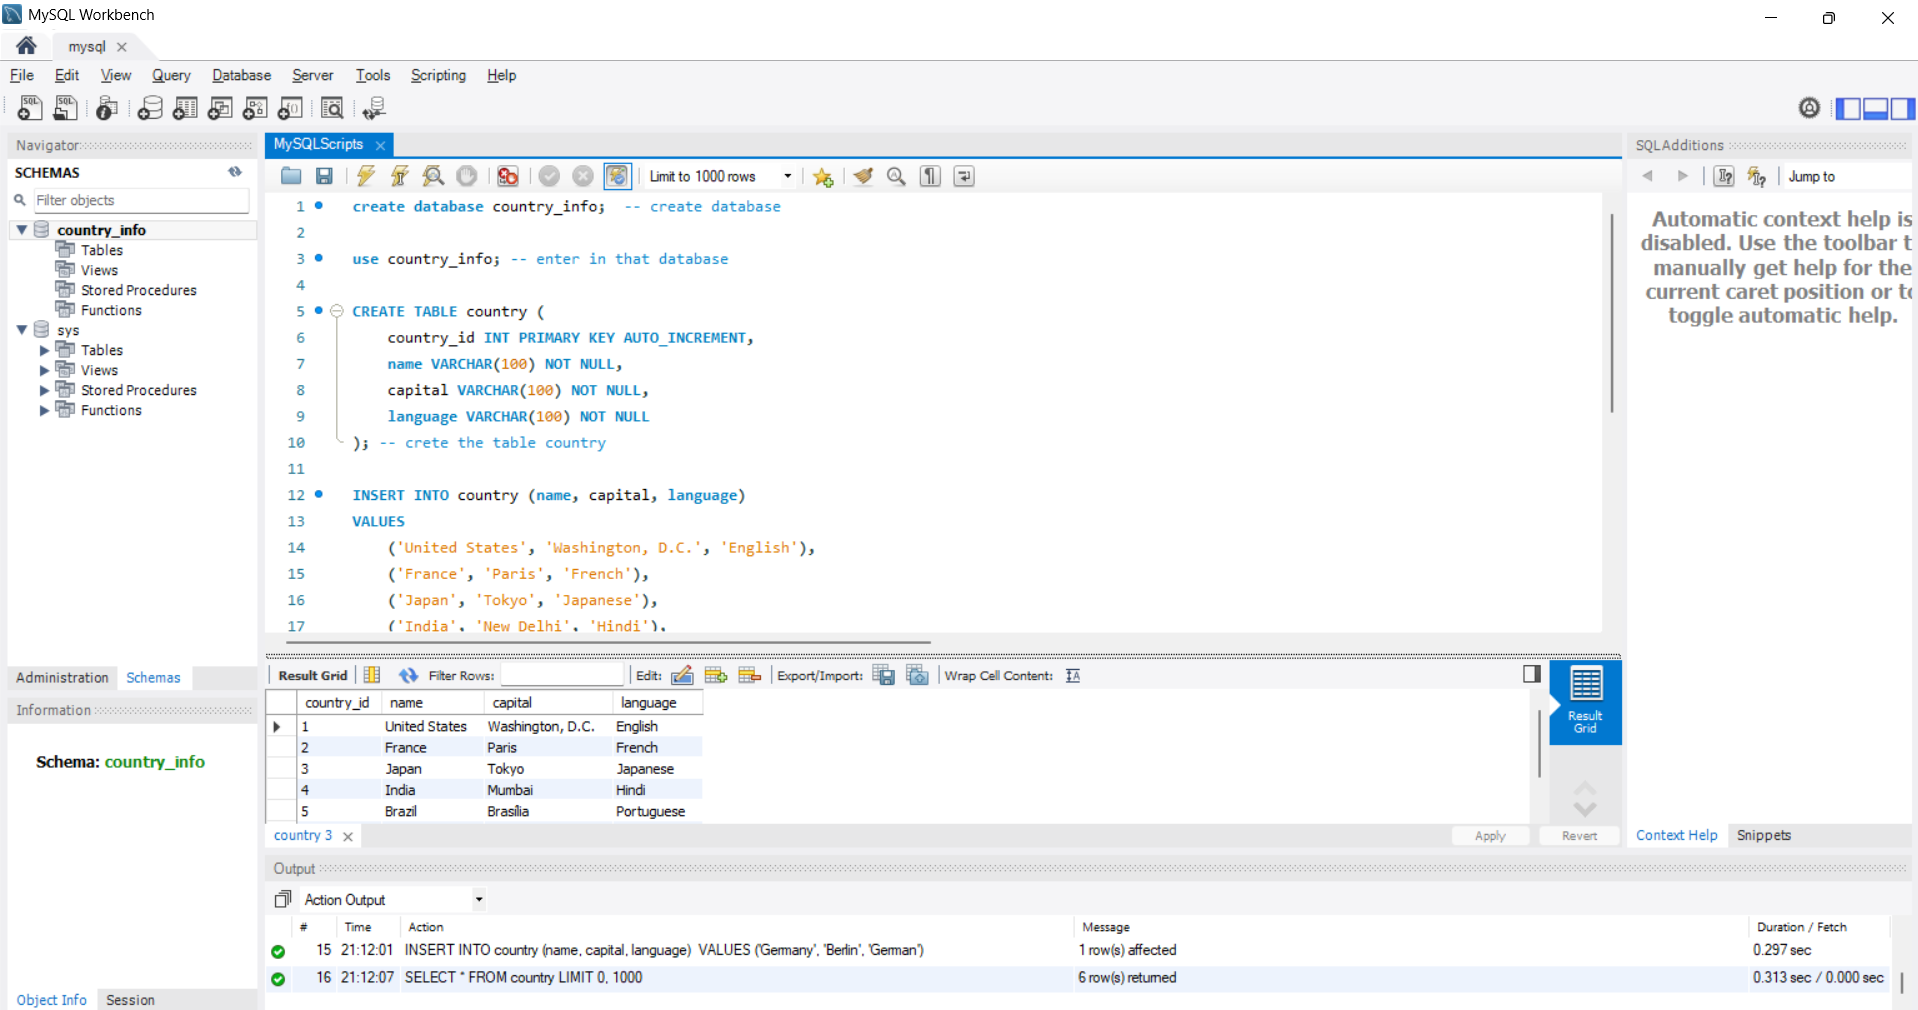 MySQL Workbench
mysql
File Edit View Query Database Server Tools Scripting Help
Navigator
SCHEMAS
Filter objects
country_info
Tables
Views
Stored Procedures
Functions
sys
Tables
Views
Stored Procedures
Functions
Administration Schemas
Information
Schema: country_info
Object Info Session
MySQLScripts
Limit to 1000 rows
1 create database country_info; -- create database
2
3 use country_info; -- enter in that database
4
5 CREATE TABLE country (
6 country_id INT PRIMARY KEY AUTO_INCREMENT,
7 name VARCHAR(100) NOT NULL,
8 capital VARCHAR(100) NOT NULL,
9 language VARCHAR(100) NOT NULL
10 ); -- crete the table country
11
12 INSERT INTO country (name, capital, language)
13 VALUES
14 ('United States', 'Washington, D.C.', 'English'),
15 ('France', 'Paris', 'French'),
16 ('Japan', 'Tokyo', 'Japanese'),
17 ('India', 'New Delhi', 'Hindi'),
Result Grid Filter Rows: Edit: Export/Import: Wrap Cell Content:
country_id name capital language
1 United States Washington, D.C. English
2 France Paris French
3 Japan Tokyo Japanese
4 India Mumbai Hindi
5 Brazil Brasília Portuguese
Result
Grid
country 3
Apply Revert
SQLAdditions
Jump to
Automatic context help is
disabled. Use the toolbar t
manually get help for the
current caret position or to
toggle automatic help.
Context Help Snippets
Output
Action Output
# Time Action Message Duration / Fetch
15 21:12:01 INSERT INTO country (name, capital, language) VALUES ('Germany', 'Berlin', 'German') 1 row(s) affected 0.297 sec
16 21:12:07 SELECT * FROM country LIMIT 0, 1000 6 row(s) returned 0.313 sec / 0.000 sec